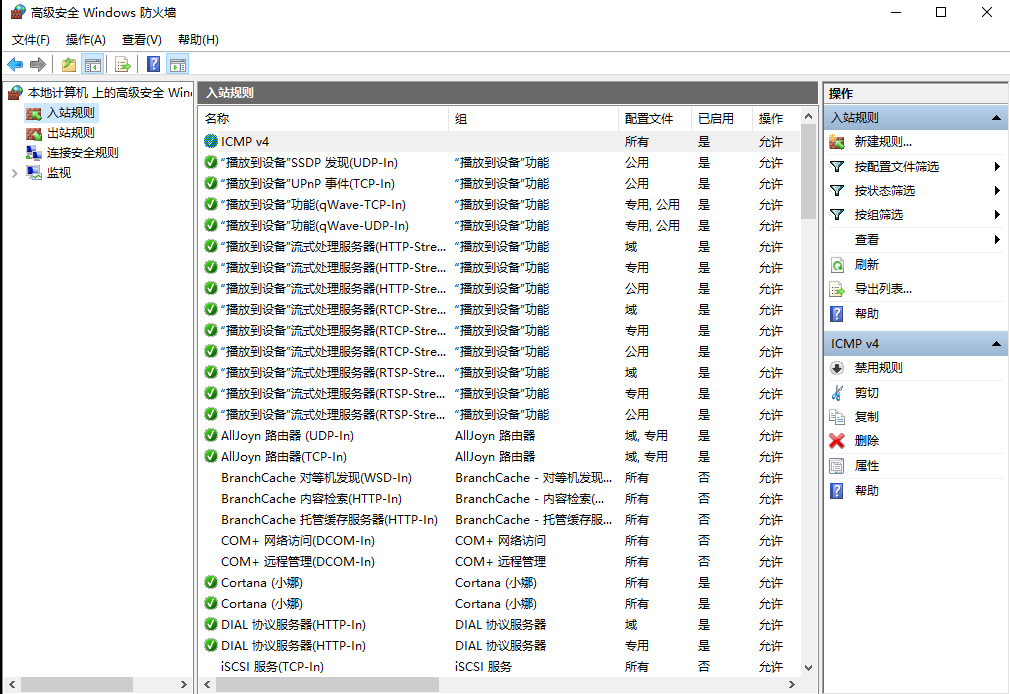 高级安全 Windows 防火墙
文件(F) 操作(A) 查看(V) 帮助(H)
本地计算机 上的高级安全 Win
入站规则
出站规则
连接安全规则
监视
入站规则
名称 组 配置文件 已启用 操作
ICMP v4 所有 是 允许
“播放到设备”SSDP 发现(UDP-In) “播放到设备”功能 公用 是 允许
“播放到设备”UPnP 事件(TCP-In) “播放到设备”功能 公用 是 允许
“播放到设备”功能(qWave-TCP-In) “播放到设备”功能 专用, 公用 是 允许
“播放到设备”功能(qWave-UDP-In) “播放到设备”功能 专用, 公用 是 允许
“播放到设备”流式处理服务器(HTTP-Stre... “播放到设备”功能 域 是 允许
“播放到设备”流式处理服务器(HTTP-Stre... “播放到设备”功能 专用 是 允许
“播放到设备”流式处理服务器(HTTP-Stre... “播放到设备”功能 公用 是 允许
“播放到设备”流式处理服务器(RTCP-Stre... “播放到设备”功能 域 是 允许
“播放到设备”流式处理服务器(RTCP-Stre... “播放到设备”功能 专用 是 允许
“播放到设备”流式处理服务器(RTCP-Stre... “播放到设备”功能 公用 是 允许
“播放到设备”流式处理服务器(RTSP-Stre... “播放到设备”功能 域 是 允许
“播放到设备”流式处理服务器(RTSP-Stre... “播放到设备”功能 专用 是 允许
“播放到设备”流式处理服务器(RTSP-Stre... “播放到设备”功能 公用 是 允许
AllJoyn 路由器 (UDP-In) AllJoyn 路由器 域, 专用 是 允许
AllJoyn 路由器(TCP-In) AllJoyn 路由器 域, 专用 是 允许
BranchCache 对等机发现(WSD-In) BranchCache - 对等机发现... 所有 否 允许
BranchCache 内容检索(HTTP-In) BranchCache - 内容检索(... 所有 否 允许
BranchCache 托管缓存服务器(HTTP-In) BranchCache - 托管缓存服... 所有 否 允许
COM+ 网络访问(DCOM-In) COM+ 网络访问 所有 否 允许
COM+ 远程管理(DCOM-In) COM+ 远程管理 所有 否 允许
Cortana (小娜) Cortana (小娜) 所有 是 允许
Cortana (小娜) Cortana (小娜) 所有 是 允许
DIAL 协议服务器(HTTP-In) DIAL 协议服务器 域 是 允许
DIAL 协议服务器(HTTP-In) DIAL 协议服务器 专用 是 允许
iSCSI 服务(TCP-In) iSCSI 服务 所有 否 允许
操作
入站规则
新建规则...
按配置文件筛选
按状态筛选
按组筛选
查看
刷新
导出列表...
帮助
ICMP v4
禁用规则
剪切
复制
删除
属性
帮助